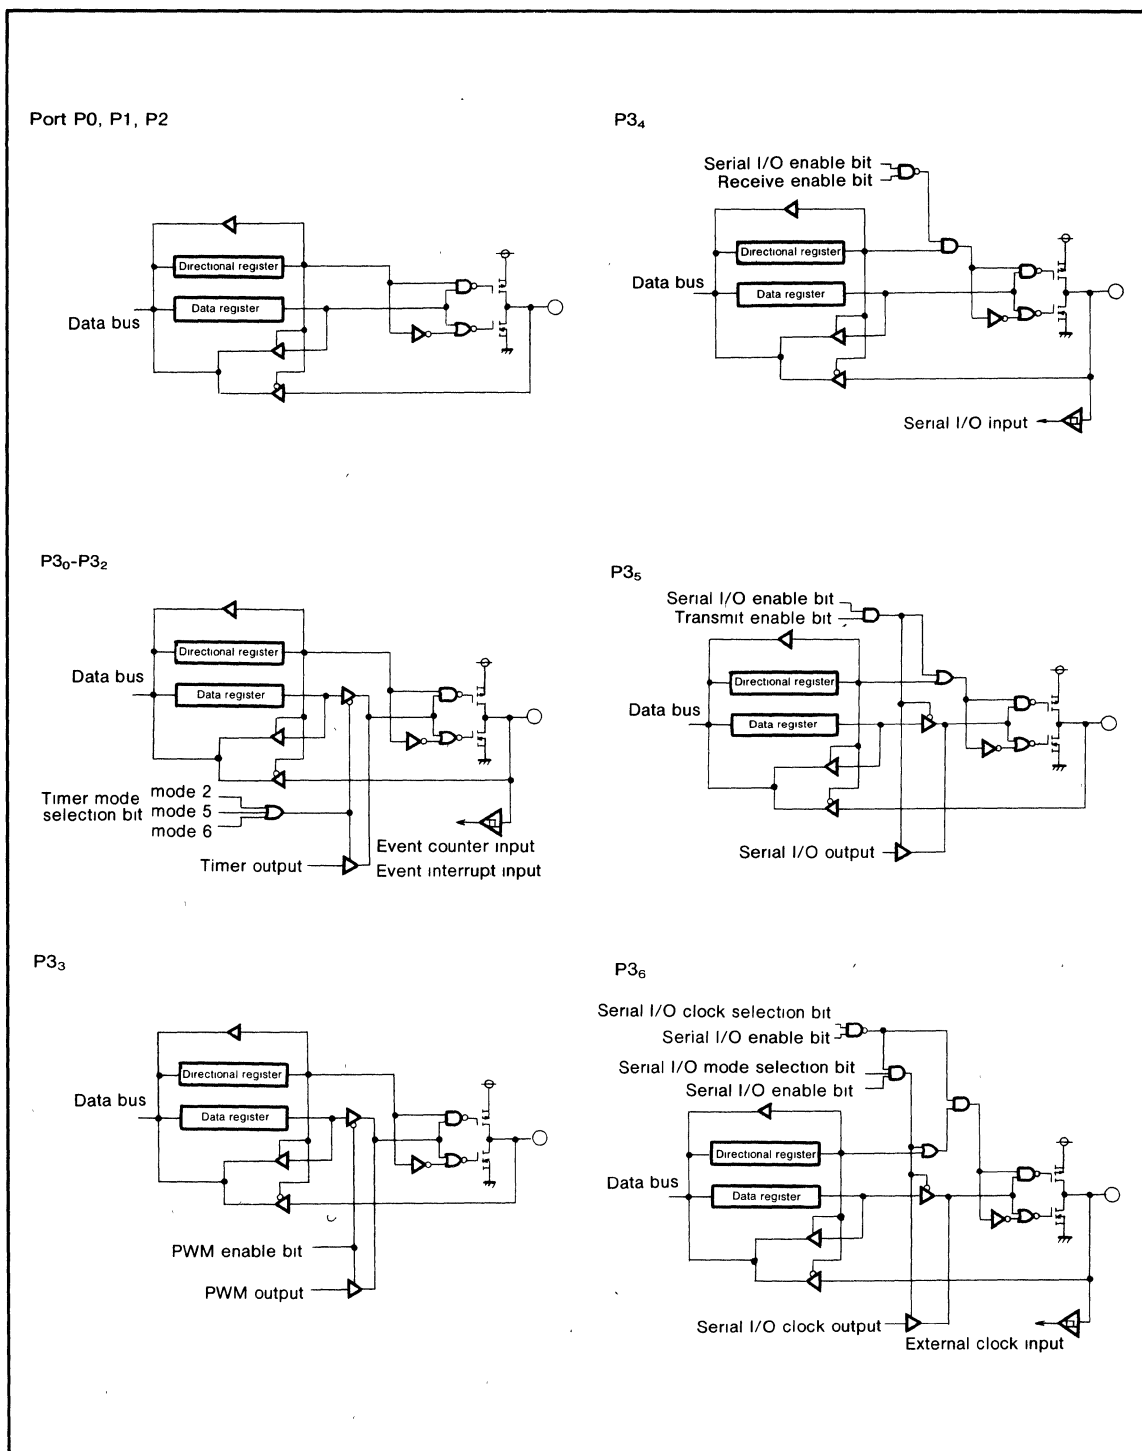 Port P0, P1, P2
Directional register
Data register
Data bus
P3₄
Serial I/O enable bit
Receive enable bit
Directional register
Data bus
Data register
Serial I/O input
P3₀-P3₂
Directional register
Data bus
Data register
Timer mode
selection bit
mode 2
mode 5
mode 6
Timer output
Event counter input
Event interrupt input
P3₅
Serial I/O enable bit
Transmit enable bit
Directional register
Data bus
Data register
Serial I/O output
P3₃
Directional register
Data bus
Data register
PWM enable bit
PWM output
P3₆
Serial I/O clock selection bit
Serial I/O enable bit
Serial I/O mode selection bit
Serial I/O enable bit
Directional register
Data bus
Data register
Serial I/O clock output
External clock input